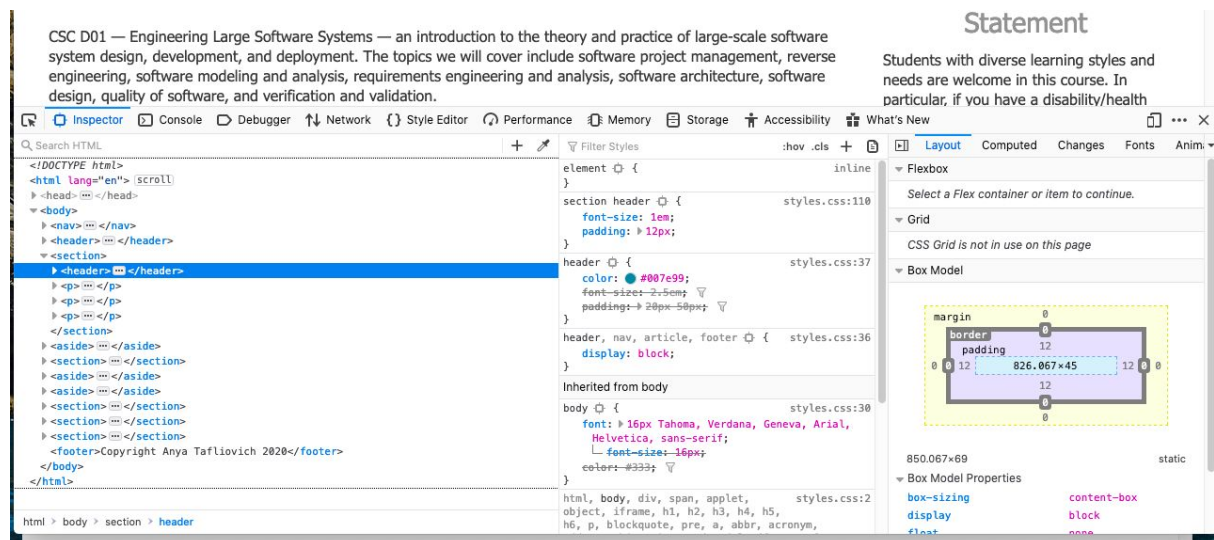 Statement
CSC D01 — Engineering Large Software Systems — an introduction to the theory and practice of large-scale software
system design, development, and deployment. The topics we will cover include software project management, reverse
engineering, software modeling and analysis, requirements engineering and analysis, software architecture, software
design, quality of software, and verification and validation.
Students with diverse learning styles and
needs are welcome in this course. In
particular, if you have a disability/health
Inspector Console Debugger Network {} Style Editor Performance Memory Storage Accessibility What's New
Search HTML
<!DOCTYPE html>
<html lang="en"> scroll
<head> ⋯ </head>
<body>
<nav> ⋯ </nav>
<header> ⋯ </header>
<section>
<header> ⋯ </header>
<p> ⋯ </p>
<p> ⋯ </p>
<p> ⋯ </p>
</section>
<aside> ⋯ </aside>
<section> ⋯ </section>
<aside> ⋯ </aside>
<aside> ⋯ </aside>
<section> ⋯ </section>
<section> ⋯ </section>
<section> ⋯ </section>
<footer>Copyright Anya Tafliovich 2020</footer>
</body>
</html>
html > body > section > header
Filter Styles :hov .cls +
element { inline
}
section header { styles.css:110
font-size: 1em;
padding: 12px;
}
header { styles.css:37
color: #007e99;
font-size: 2.5em;
padding: 20px 50px;
}
header, nav, article, footer { styles.css:36
display: block;
}
Inherited from body
body { styles.css:30
font: 16px Tahoma, Verdana, Geneva, Arial,
Helvetica, sans-serif;
font-size: 16px;
color: #333;
}
html, body, div, span, applet, styles.css:2
object, iframe, h1, h2, h3, h4, h5,
h6, p, blockquote, pre, a, abbr, acronym,
Layout Computed Changes Fonts Anim
Flexbox
Select a Flex container or item to continue.
Grid
CSS Grid is not in use on this page
Box Model
margin 0
border 0
padding 12
0 0 12 826.067×45 12 0 0
12
0
0
850.067×69 static
Box Model Properties
box-sizing content-box
display block
float none